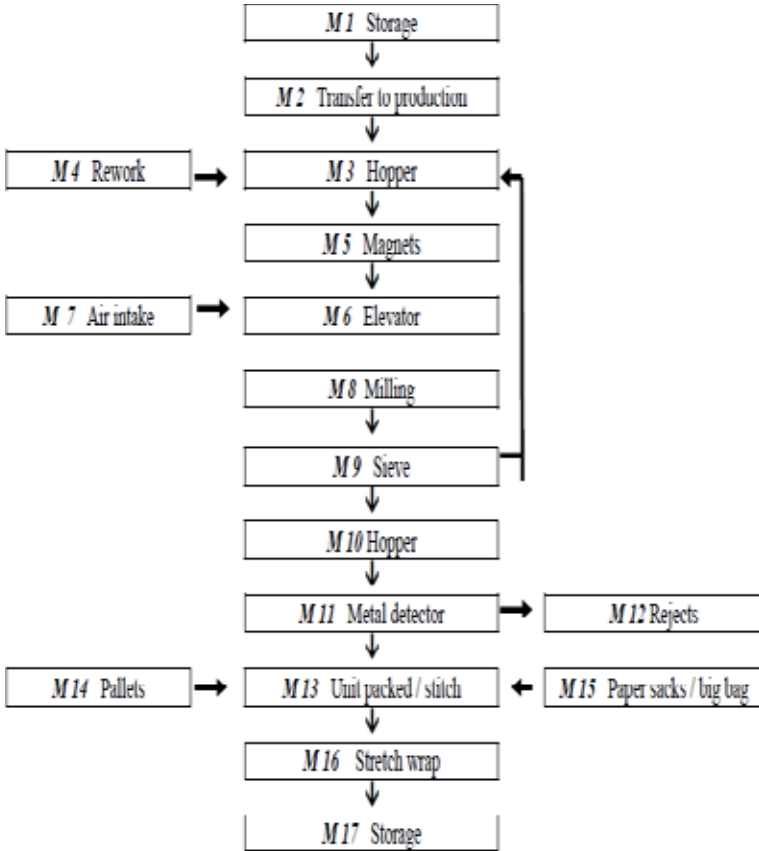 M 1 Storage
M 2 Transfer to production
M 4 Rework
M 3 Hopper
M 5 Magnets
M 7 Air intake
M 6 Elevator
M 8 Milling
M 9 Sieve
M 10 Hopper
M 11 Metal detector
M 12 Rejects
M 14 Pallets
M 13 Unit packed / stitch
M 15 Paper sacks / big bag
M 16 Stretch wrap
M 17 Storage